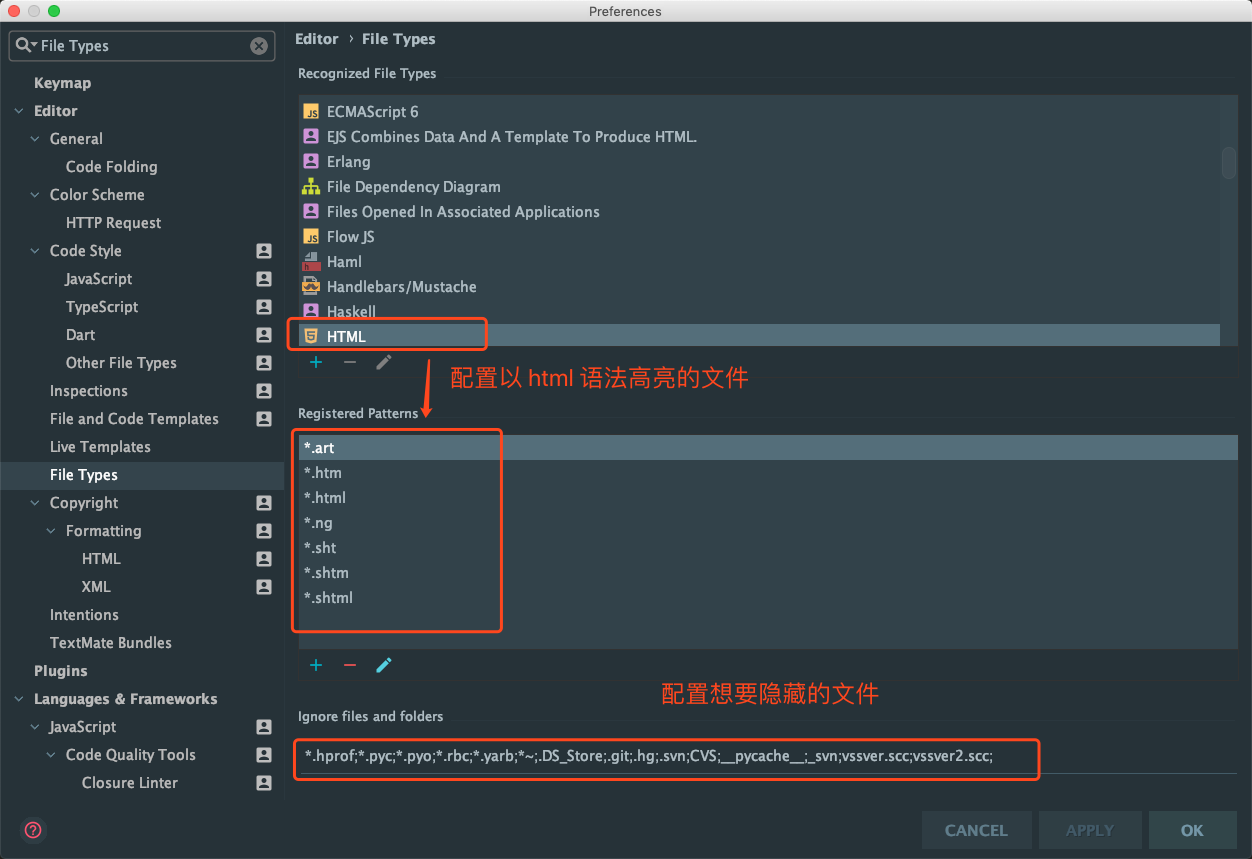 Preferences
File Types
Keymap
Editor
General
Code Folding
Color Scheme
HTTP Request
Code Style
JavaScript
TypeScript
Dart
Other File Types
Inspections
File and Code Templates
Live Templates
File Types
Copyright
Formatting
HTML
XML
Intentions
TextMate Bundles
Plugins
Languages & Frameworks
JavaScript
Code Quality Tools
Closure Linter
Editor › File Types
Recognized File Types
ECMAScript 6
EJS Combines Data And A Template To Produce HTML.
Erlang
File Dependency Diagram
Files Opened In Associated Applications
Flow JS
Haml
Handlebars/Mustache
Haskell
HTML
配置以 html 语法高亮的文件
Registered Patterns
*.art
*.htm
*.html
*.ng
*.sht
*.shtm
*.shtml
配置想要隐藏的文件
Ignore files and folders
*.hprof;*.pyc;*.pyo;*.rbc;*.yarb;*~;.DS_Store;.git;.hg;.svn;CVS;__pycache__;_svn;vssver.scc;vssver2.scc;
CANCEL
APPLY
OK